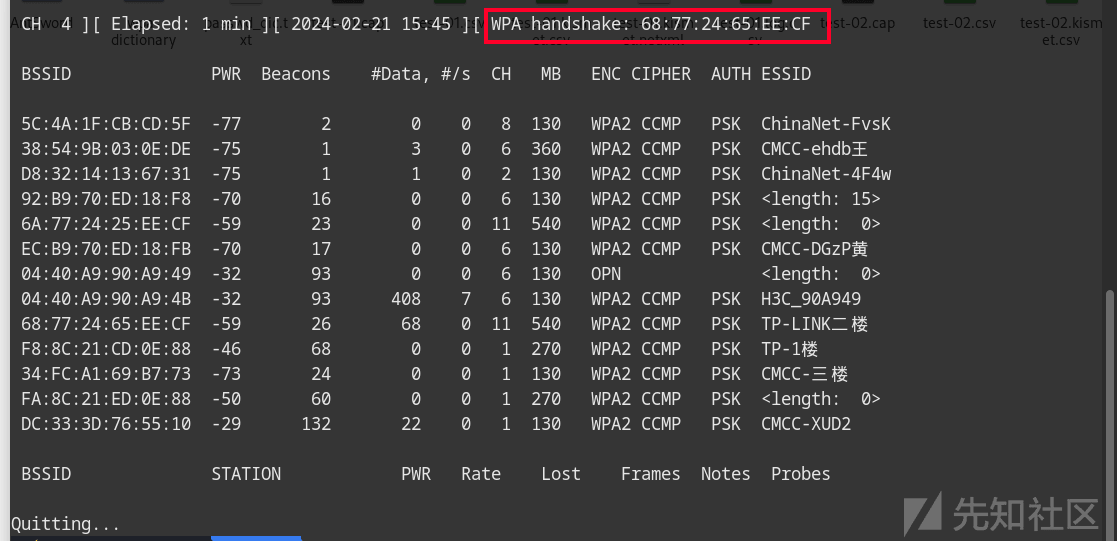 CH  4 ][ Elapsed: 1 min ][ 2024-02-21 15:45 ][ WPA handshake: 68:77:24:65:EE:CF
dictionary xt test-02.cap test-02.csv test-02.kism
et.csv
BSSID PWR Beacons #Data, #/s CH MB ENC CIPHER AUTH ESSID
5C:4A:1F:CB:CD:5F -77 2 0 0 8 130 WPA2 CCMP PSK ChinaNet-FvsK
38:54:9B:03:0E:DE -75 1 3 0 6 360 WPA2 CCMP PSK CMCC-ehdb王
D8:32:14:13:67:31 -75 1 1 0 2 130 WPA2 CCMP PSK ChinaNet-4F4w
92:B9:70:ED:18:F8 -70 16 0 0 6 130 WPA2 CCMP PSK <length: 15>
6A:77:24:25:EE:CF -59 23 0 0 11 540 WPA2 CCMP PSK <length:  0>
EC:B9:70:ED:18:FB -70 17 0 0 6 130 WPA2 CCMP PSK CMCC-DGzP黄
04:40:A9:90:A9:49 -32 93 0 0 6 130 OPN <length:  0>
04:40:A9:90:A9:4B -32 93 408 7 6 130 WPA2 CCMP PSK H3C_90A949
68:77:24:65:EE:CF -59 26 68 0 11 540 WPA2 CCMP PSK TP-LINK二楼
F8:8C:21:CD:0E:88 -46 68 0 0 1 270 WPA2 CCMP PSK TP-1楼
34:FC:A1:69:B7:73 -73 24 0 0 1 130 WPA2 CCMP PSK CMCC-三楼
FA:8C:21:ED:0E:88 -50 60 0 0 1 270 WPA2 CCMP PSK <length:  0>
DC:33:3D:76:55:10 -29 132 22 0 1 130 WPA2 CCMP PSK CMCC-XUD2
BSSID STATION PWR Rate Lost Frames Notes Probes
Quitting...
先知社区